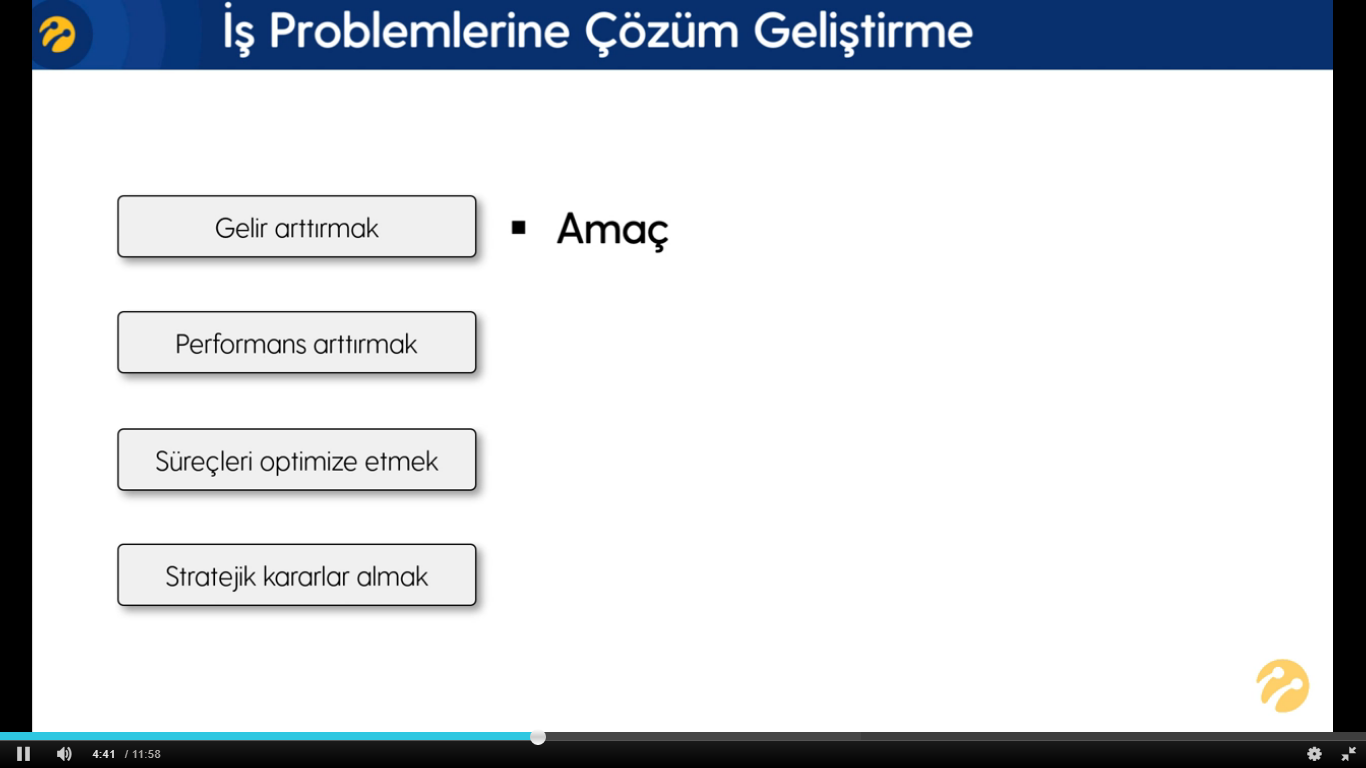 İş Problemlerine Çözüm Geliştirme
Gelir arttırmak
▪ Amaç
Performans arttırmak
Süreçleri optimize etmek
Stratejik kararlar almak
4:41 / 11:58